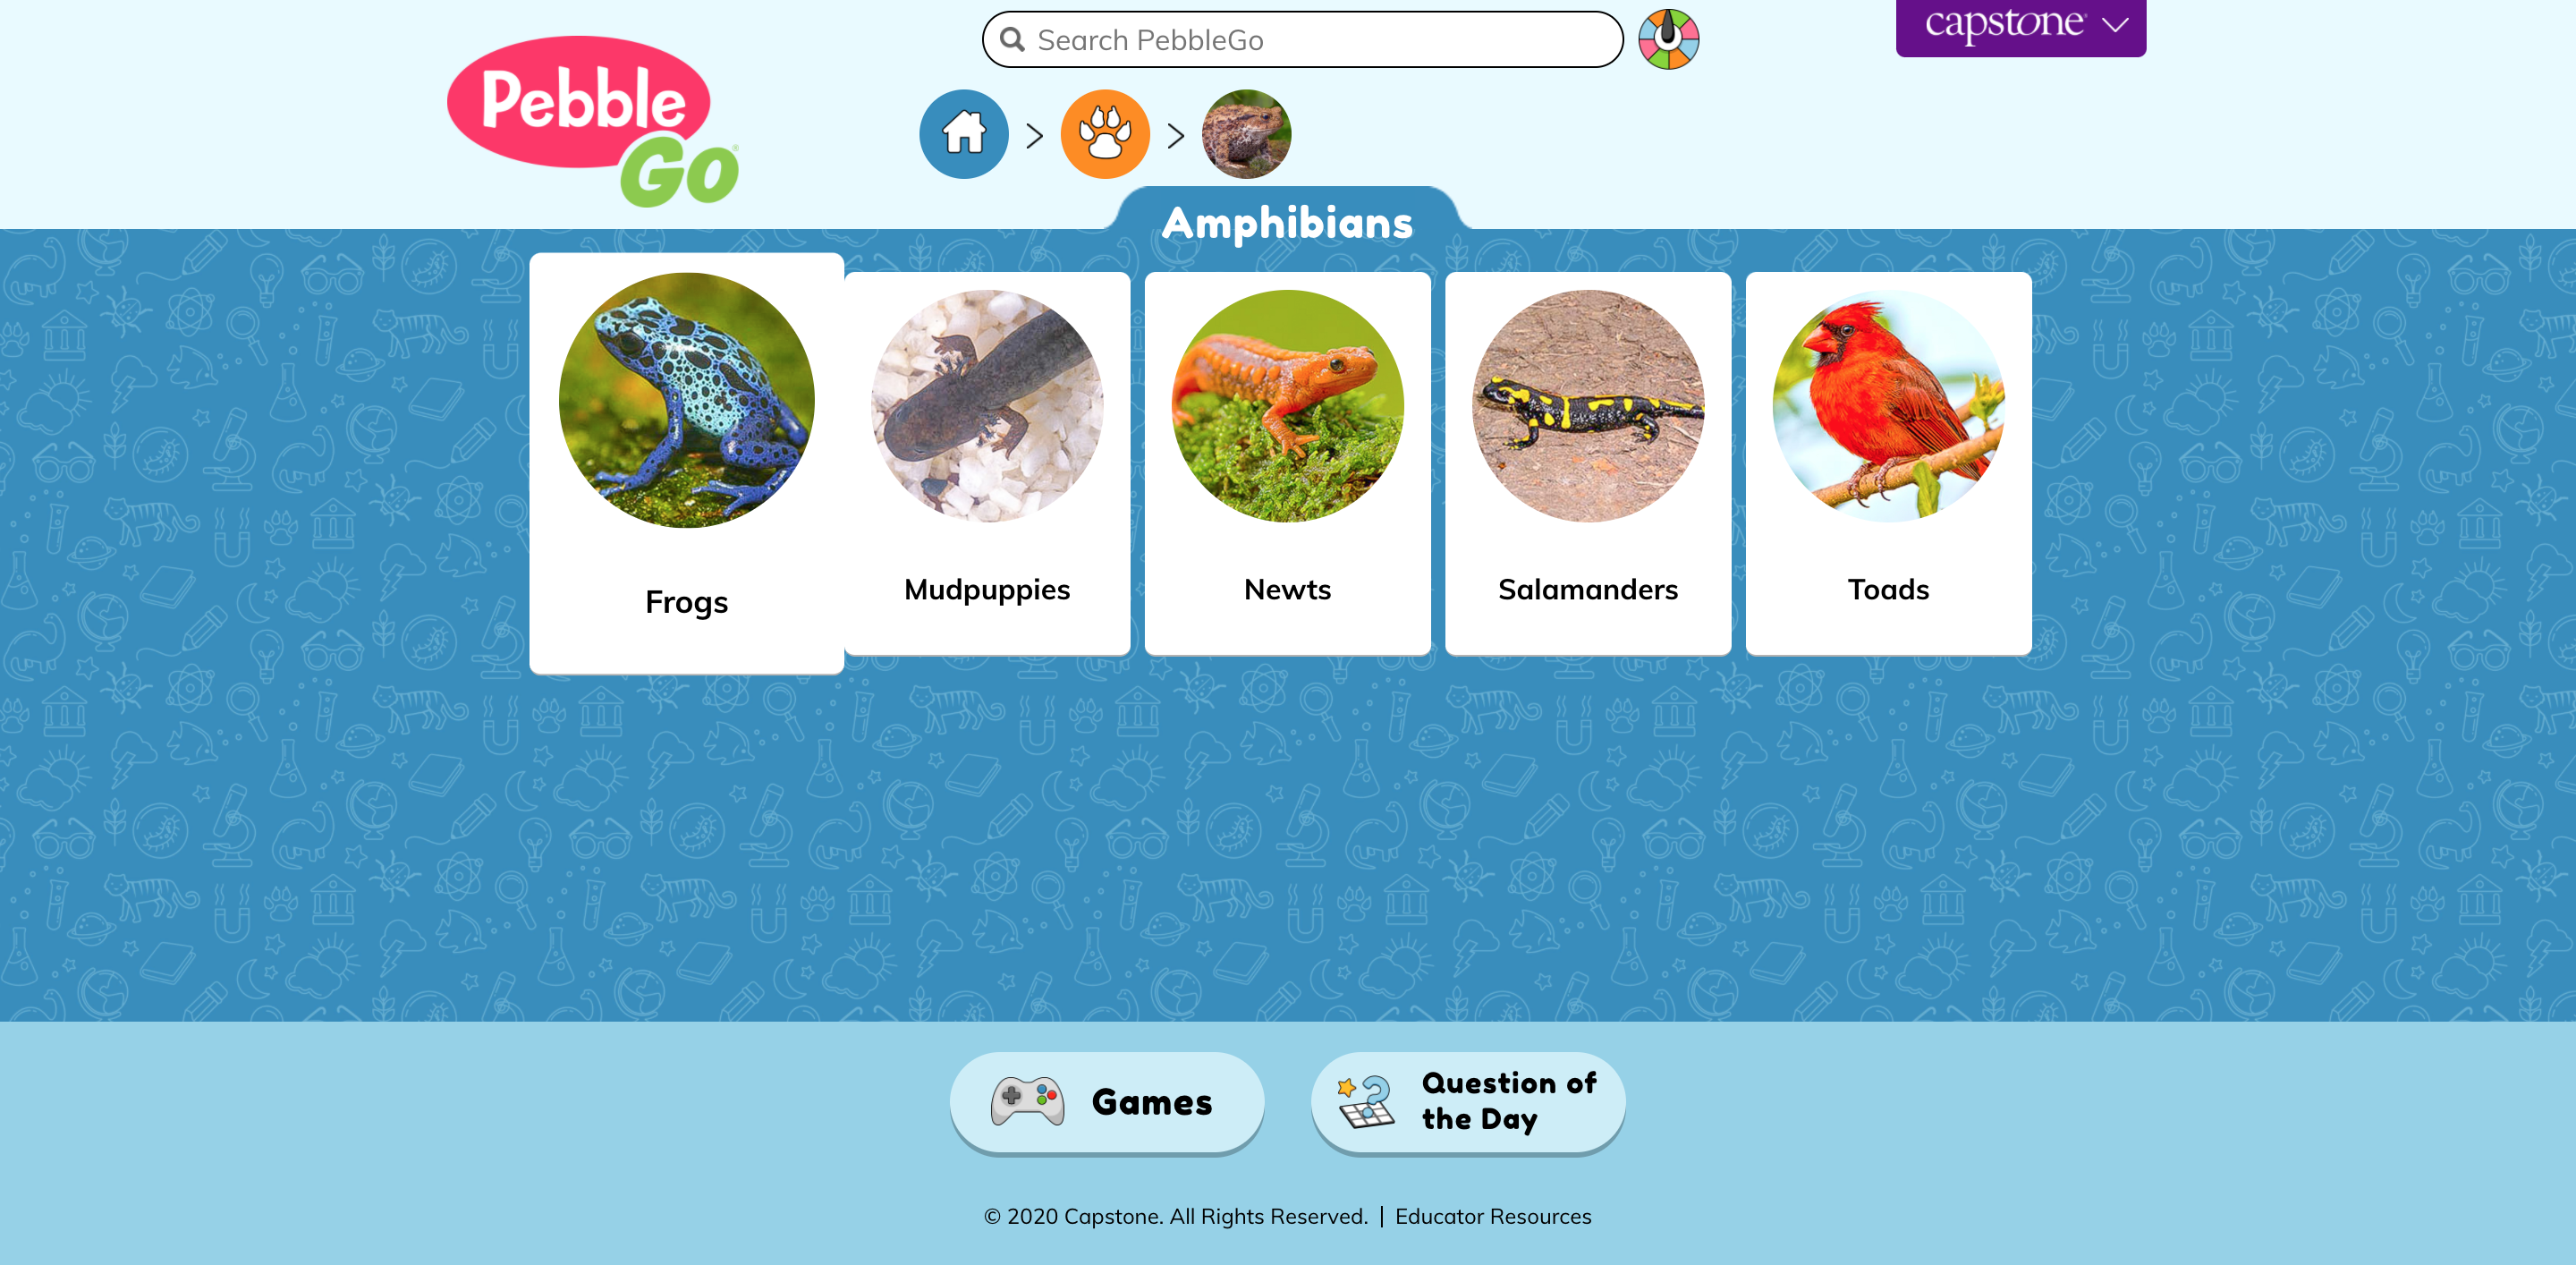 Search PebbleGo
capstone
Pebble
Go
Amphibians
Frogs
Mudpuppies
Newts
Salamanders
Toads
Games
Question of
the Day
© 2020 Capstone. All Rights Reserved. | Educator Resources